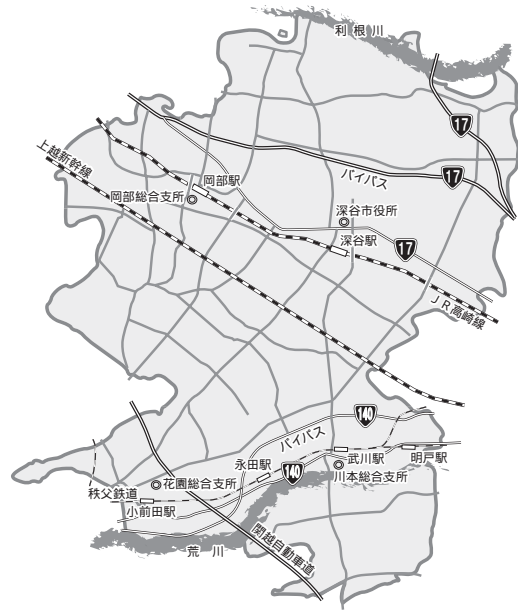 利根川
17
上越新幹線
バイパス
17
岡部駅
岡部総合支所
深谷市役所
深谷駅
17
JR高崎線
140
バイパス
武川駅
明戸駅
永田駅
140
川本総合支所
花園総合支所
秩父鉄道
小前田駅
関越自動車道
荒川